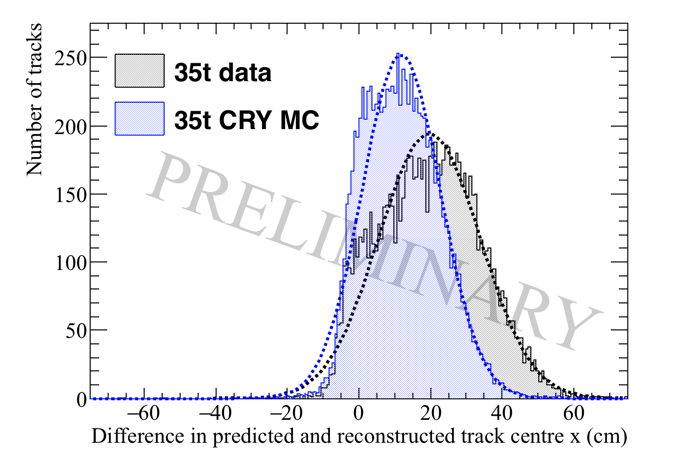 Number of tracks
250
200
150
100
50
0
35t data
35t CRY MC
PRELIMINARY
−60 −40 −20 0 20 40 60
Difference in predicted and reconstructed track centre x (cm)